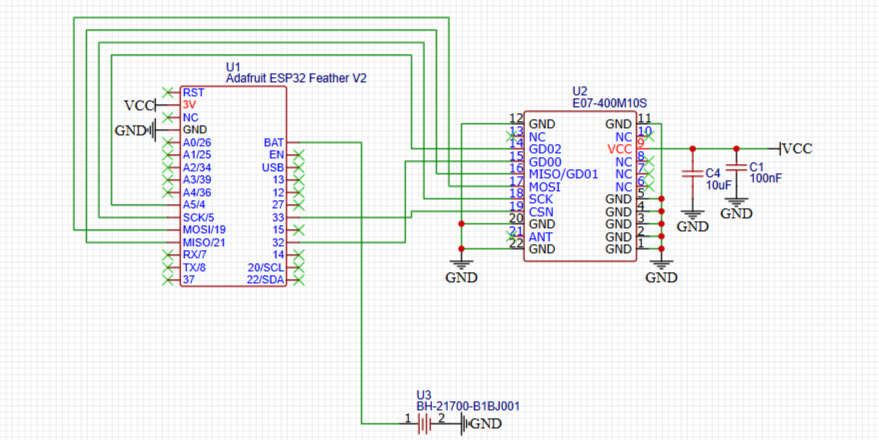 U1
Adafruit ESP32 Feather V2
RST
VCC 3V
NC
GND GND
A0/26 BAT
A1/25 EN
A2/34 USB
A3/39 13
A4/36 12
A5/4 27
SCK/5 33
MOSI/19 15
MISO/21 32
RX/7 14
TX/8 20/SCL
37 22/SDA
U2
E07-400M10S
12 GND GND 11
13 NC NC 10
14 GD02 VCC 9 VCC
15 GD00 NC 8
16 MISO/GD01 NC 7
17 MOSI NC 6
18 SCK GND 5
19 CSN GND 4
20 GND GND 3
21 ANT GND 2
22 GND GND 1
C4
10uF
C1
100nF
GND
GND
GND
GND
U3
BH-21700-B1BJ001
1 2 GND